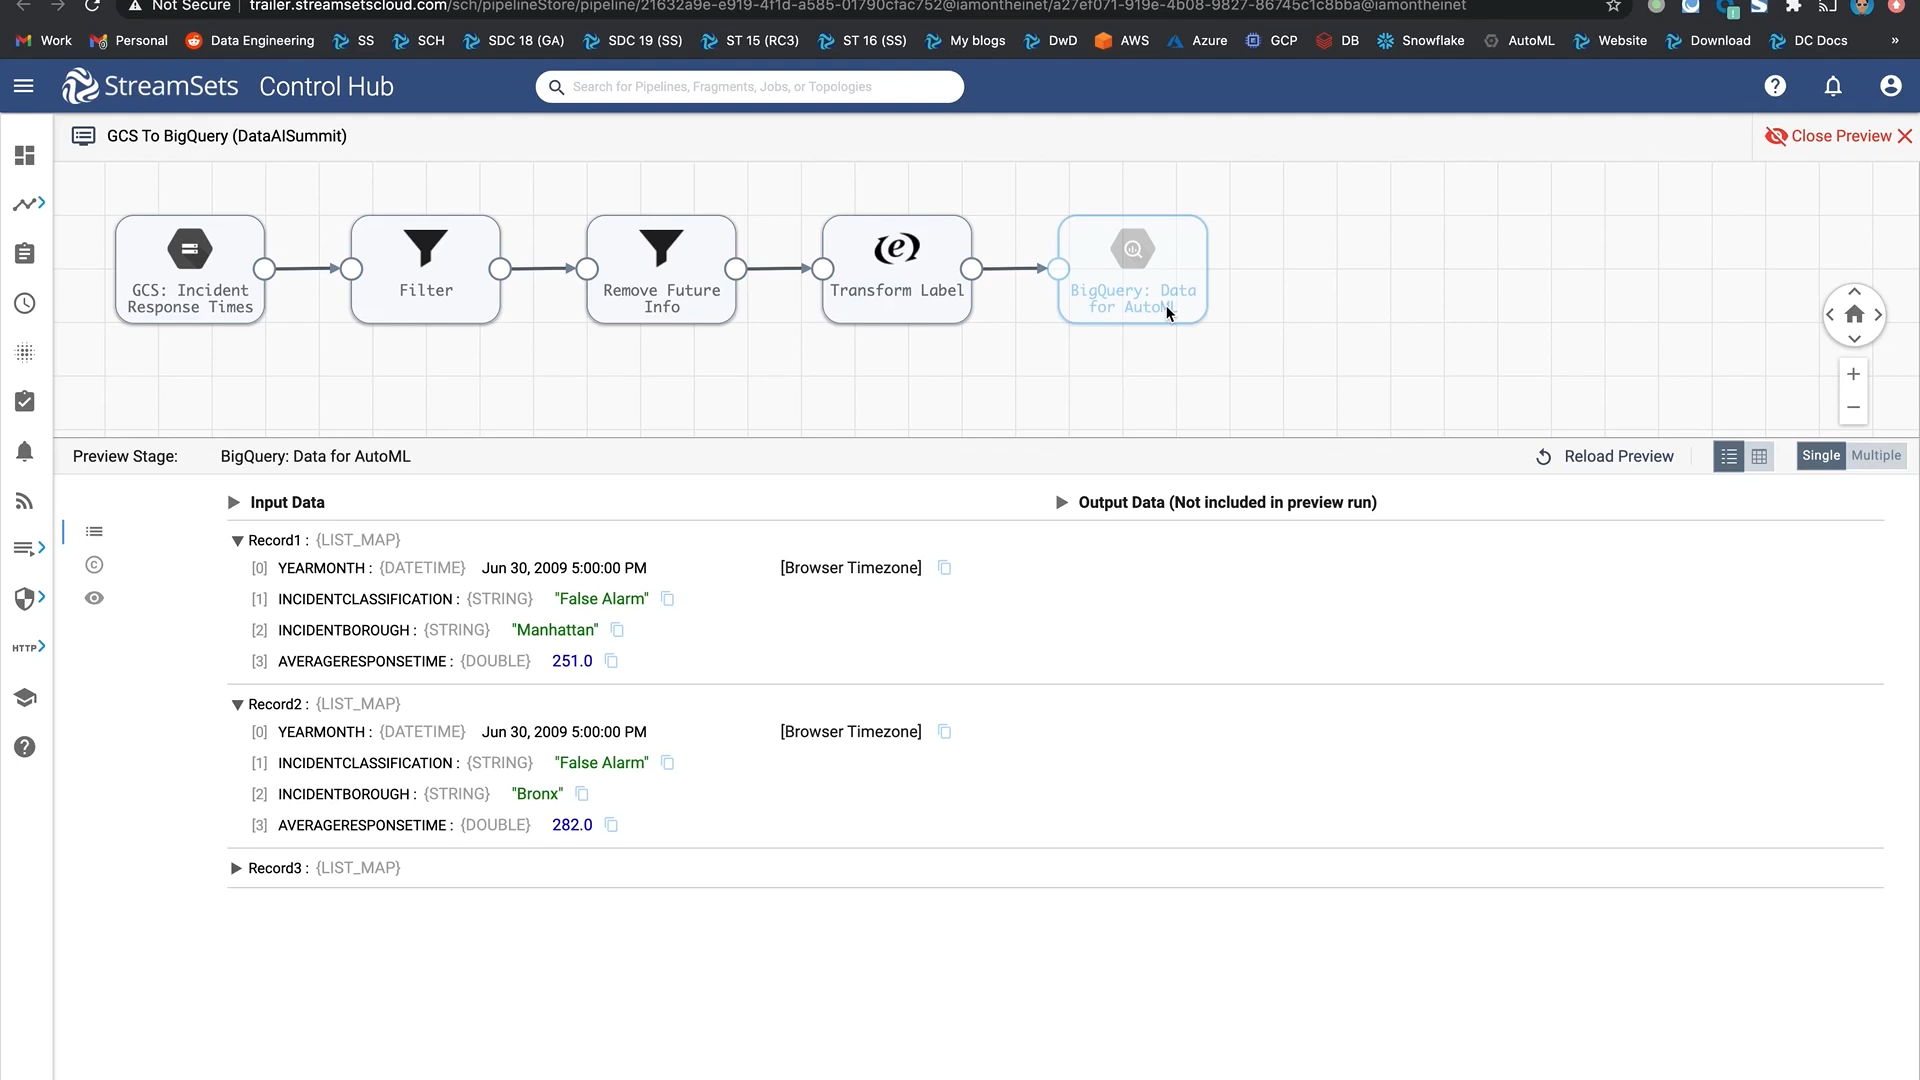 Not Secure | trailer.streamsetscloud.com/sch/pipelineStore/pipeline/21632a9e-e919-4f1d-a585-01790cfac752@iamontheinet/a27ef071-919e-4b08-9827-86745c1c8bba@iamontheinet
Work Personal Data Engineering SS SCH SDC 18 (GA) SDC 19 (SS) ST 15 (RC3) ST 16 (SS) My blogs DwD AWS Azure GCP DB Snowflake AutoML Website Download DC Docs »
StreamSets Control Hub Search for Pipelines, Fragments, Jobs, or Topologies
GCS To BigQuery (DataAISummit) Close Preview
GCS: Incident Response Times
Filter
Remove Future Info
Transform Label
BigQuery: Data for AutoML
Preview Stage: BigQuery: Data for AutoML Reload Preview Single Multiple
Input Data Output Data (Not included in preview run)
Record1 : {LIST_MAP}
[0] YEARMONTH : {DATETIME} Jun 30, 2009 5:00:00 PM [Browser Timezone]
[1] INCIDENTCLASSIFICATION : {STRING} "False Alarm"
[2] INCIDENTBOROUGH : {STRING} "Manhattan"
[3] AVERAGERESPONSETIME : {DOUBLE} 251.0
Record2 : {LIST_MAP}
[0] YEARMONTH : {DATETIME} Jun 30, 2009 5:00:00 PM [Browser Timezone]
[1] INCIDENTCLASSIFICATION : {STRING} "False Alarm"
[2] INCIDENTBOROUGH : {STRING} "Bronx"
[3] AVERAGERESPONSETIME : {DOUBLE} 282.0
Record3 : {LIST_MAP}
HTTP